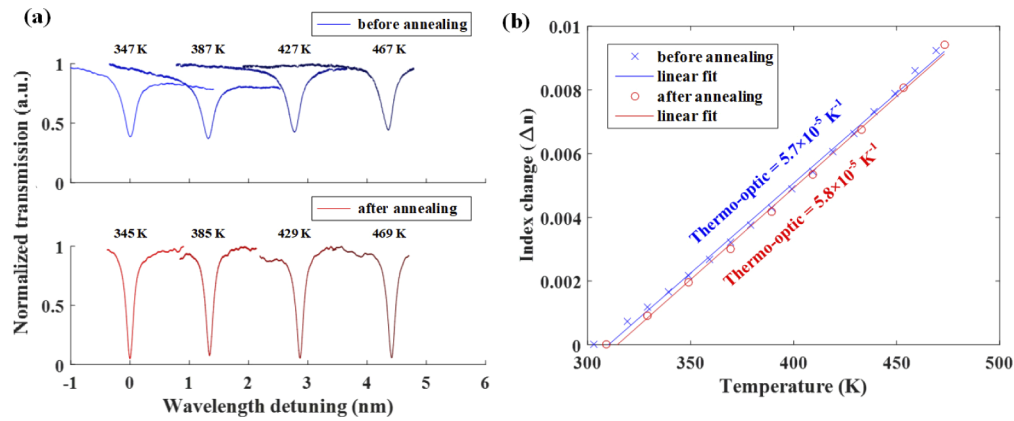 (a)
before annealing
347 K 387 K 427 K 467 K
1
0.5
0
after annealing
345 K 385 K 429 K 469 K
1
0.5
0
-1 0 1 2 3 4 5 6
Wavelength detuning (nm)
Normalized transmission (a.u.)
(b)
0.01
0.008
0.006
0.004
0.002
0
before annealing
linear fit
after annealing
linear fit
Thermo-optic = 5.7×10⁻⁵ K⁻¹
Thermo-optic = 5.8×10⁻⁵ K⁻¹
300 350 400 450 500
Temperature (K)
Index change (△n)